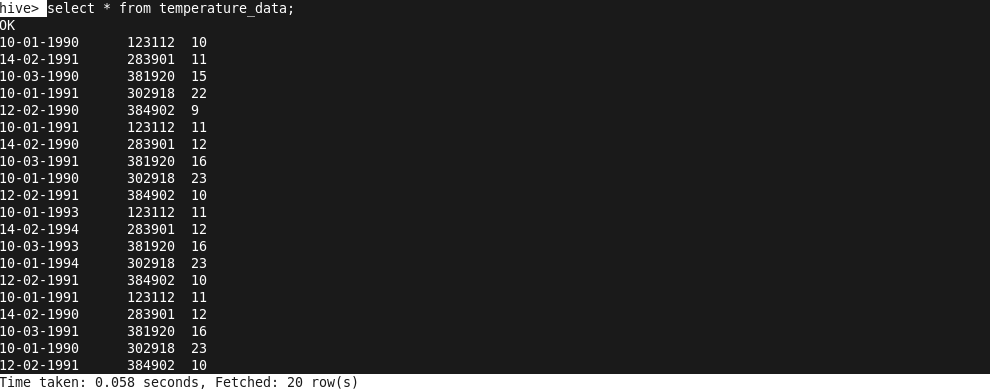 hive> select * from temperature_data;
OK
10-01-1990 123112 10
14-02-1991 283901 11
10-03-1990 381920 15
10-01-1991 302918 22
12-02-1990 384902 9
10-01-1991 123112 11
14-02-1990 283901 12
10-03-1991 381920 16
10-01-1990 302918 23
12-02-1991 384902 10
10-01-1993 123112 11
14-02-1994 283901 12
10-03-1993 381920 16
10-01-1994 302918 23
12-02-1991 384902 10
10-01-1991 123112 11
14-02-1990 283901 12
10-03-1991 381920 16
10-01-1990 302918 23
12-02-1991 384902 10
Time taken: 0.058 seconds, Fetched: 20 row(s)